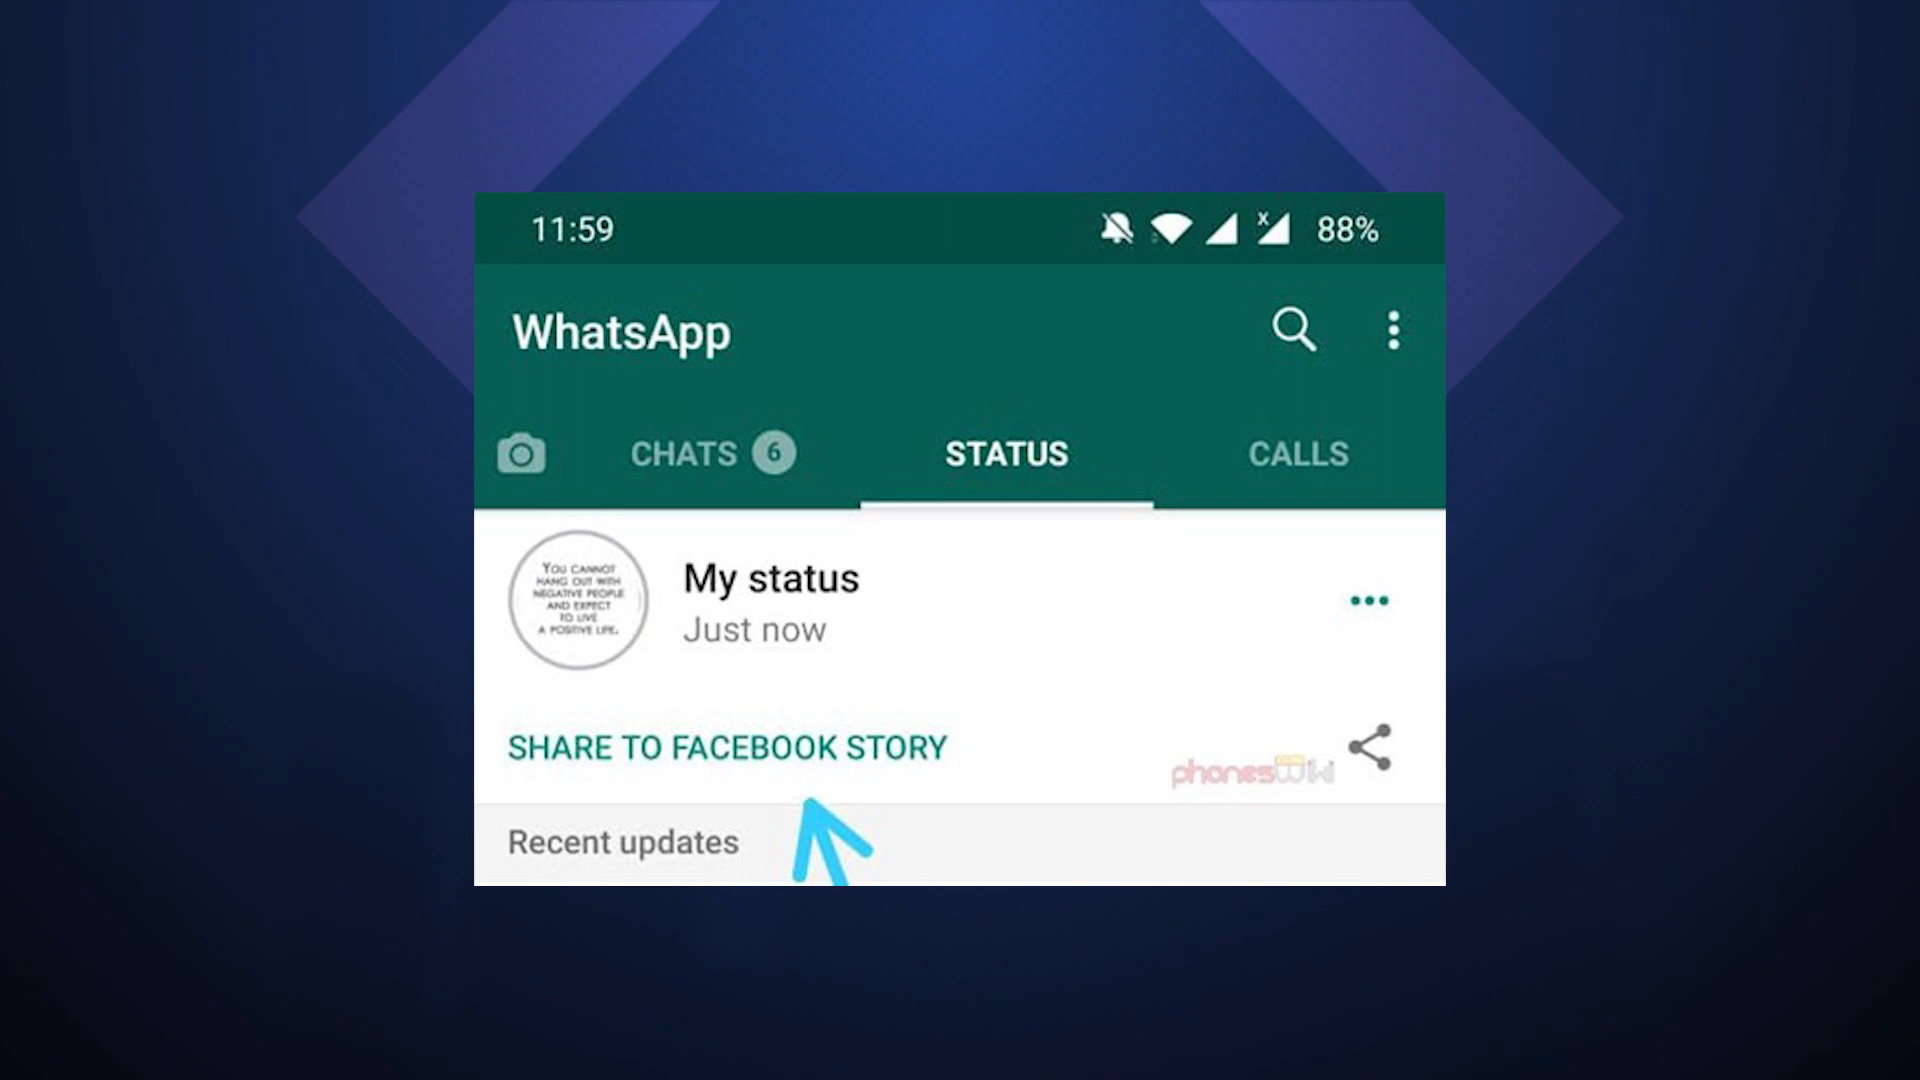 11:59 88%
WhatsApp
CHATS 6 STATUS CALLS
YOU CANNOT
HANG OUT WITH
NEGATIVE PEOPLE
AND EXPECT
TO LIVE
A POSITIVE LIFE.
My status
Just now
SHARE TO FACEBOOK STORY
phoneswiki
Recent updates